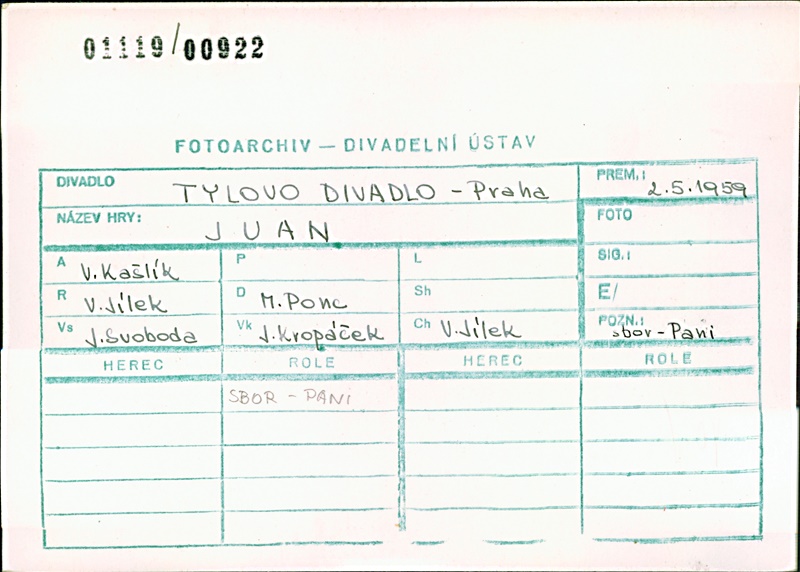 01119/00922
FOTOARCHIV — DIVADELNÍ ÚSTAV
DIVADLO TYLOVO DIVADLO - Praha PREM.: 2.5.1959
NÁZEV HRY: JUAN FOTO
A V. Kašlík P L SIG.:
R V. Jílek D M. Ponc Sh E/
Vs J. Svoboda Vk J. Kropáček Ch V. Jílek POZN.: sbor - Paní
HEREC ROLE HEREC ROLE
SBOR - PANÍ